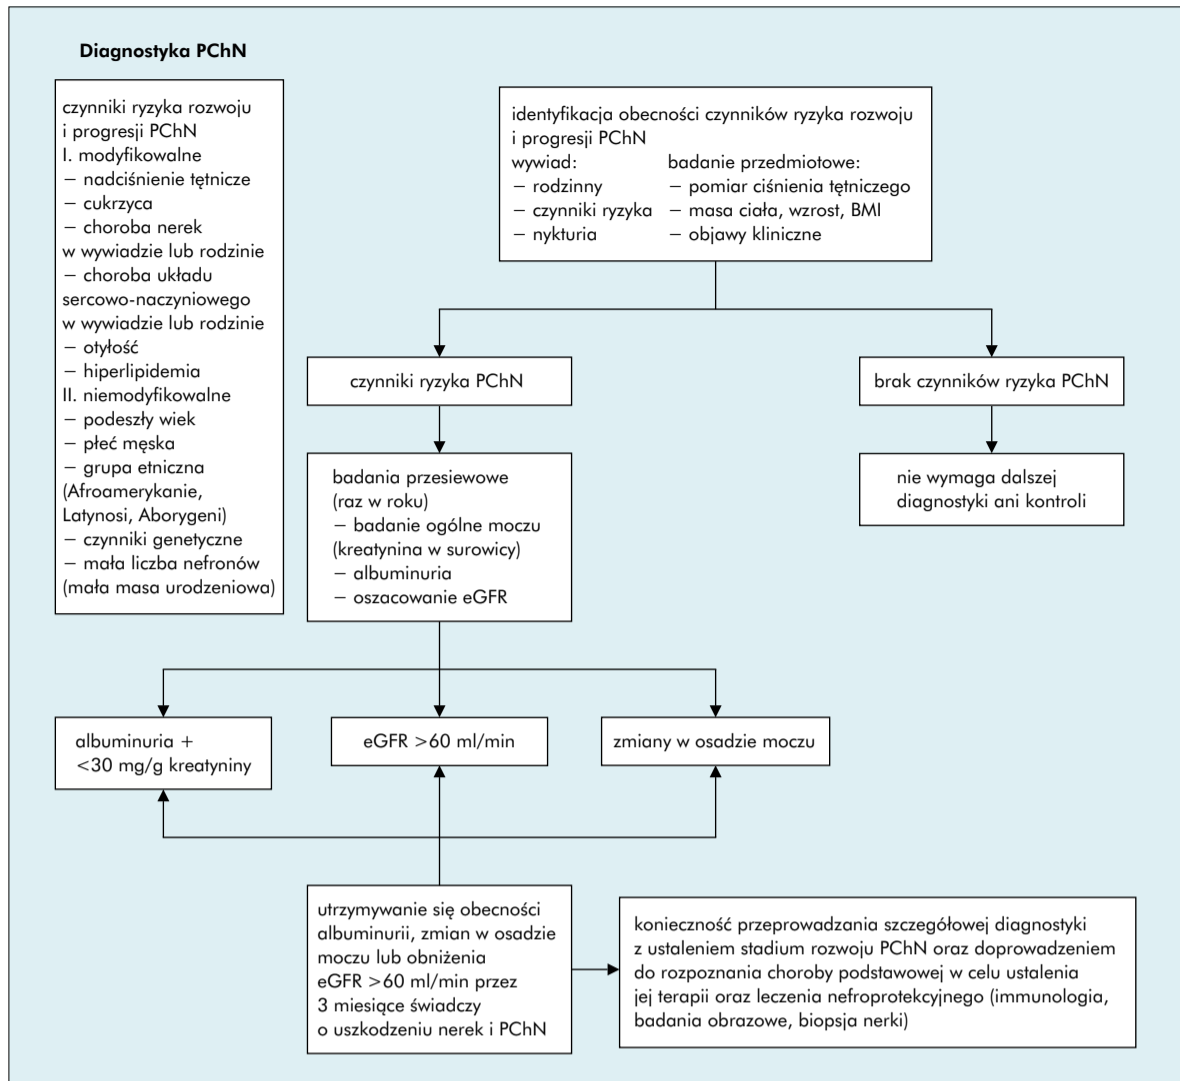 Diagnostyka PChN
czynniki ryzyka rozwoju
i progresji PChN
I. modyfikowalne
– nadciśnienie tętnicze
– cukrzyca
– choroba nerek
w wywiadzie lub rodzinie
– choroba układu
sercowo-naczyniowego
w wywiadzie lub rodzinie
– otyłość
– hiperlipidemia
II. niemodyfikowalne
– podeszły wiek
– płeć męska
– grupa etniczna
(Afroamerykanie,
Latynosi, Aborygeni)
– czynniki genetyczne
– mała liczba nefronów
(mała masa urodzeniowa)
identyfikacja obecności czynników ryzyka rozwoju
i progresji PChN
wywiad:
– rodzinny
– czynniki ryzyka
– nykturia
badanie przedmiotowe:
– pomiar ciśnienia tętniczego
– masa ciała, wzrost, BMI
– objawy kliniczne
czynniki ryzyka PChN
brak czynników ryzyka PChN
badania przesiewowe
(raz w roku)
– badanie ogólne moczu
(kreatynina w surowicy)
– albuminuria
– oszacowanie eGFR
nie wymaga dalszej
diagnostyki ani kontroli
albuminuria +
<30 mg/g kreatyniny
eGFR >60 ml/min
zmiany w osadzie moczu
utrzymywanie się obecności
albuminurii, zmian w osadzie
moczu lub obniżenia
eGFR >60 ml/min przez
3 miesiące świadczy
o uszkodzeniu nerek i PChN
konieczność przeprowadzania szczegółowej diagnostyki
z ustaleniem stadium rozwoju PChN oraz doprowadzeniem
do rozpoznania choroby podstawowej w celu ustalenia
jej terapii oraz leczenia nefroprotekcyjnego (immunologia,
badania obrazowe, biopsja nerki)